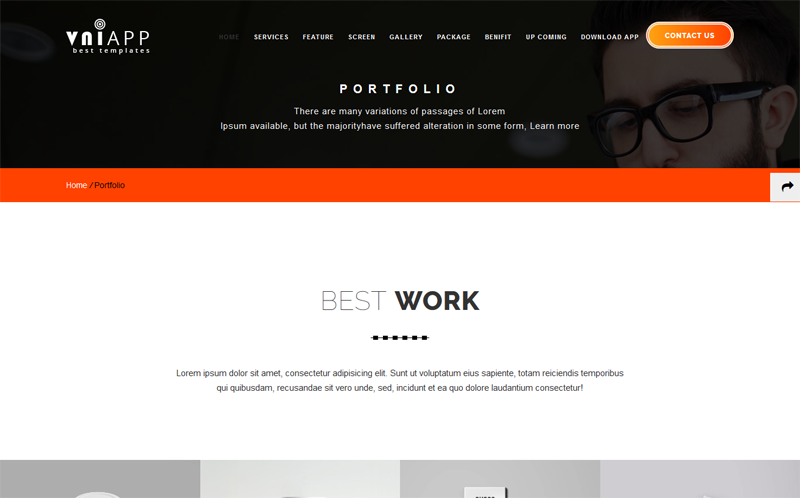 vniAPP
best templates
HOME SERVICES FEATURE SCREEN GALLERY PACKAGE BENIFIT UP COMING DOWNLOAD APP CONTACT US
PORTFOLIO
There are many variations of passages of Lorem
Ipsum available, but the majorityhave suffered alteration in some form, Learn more
Home / Portfolio
BEST WORK
Lorem ipsum dolor sit amet, consectetur adipisicing elit. Sunt ut voluptatum eius sapiente, totam reiciendis temporibus
qui quibusdam, recusandae sit vero unde, sed, incidunt et ea quo dolore laudantium consectetur!